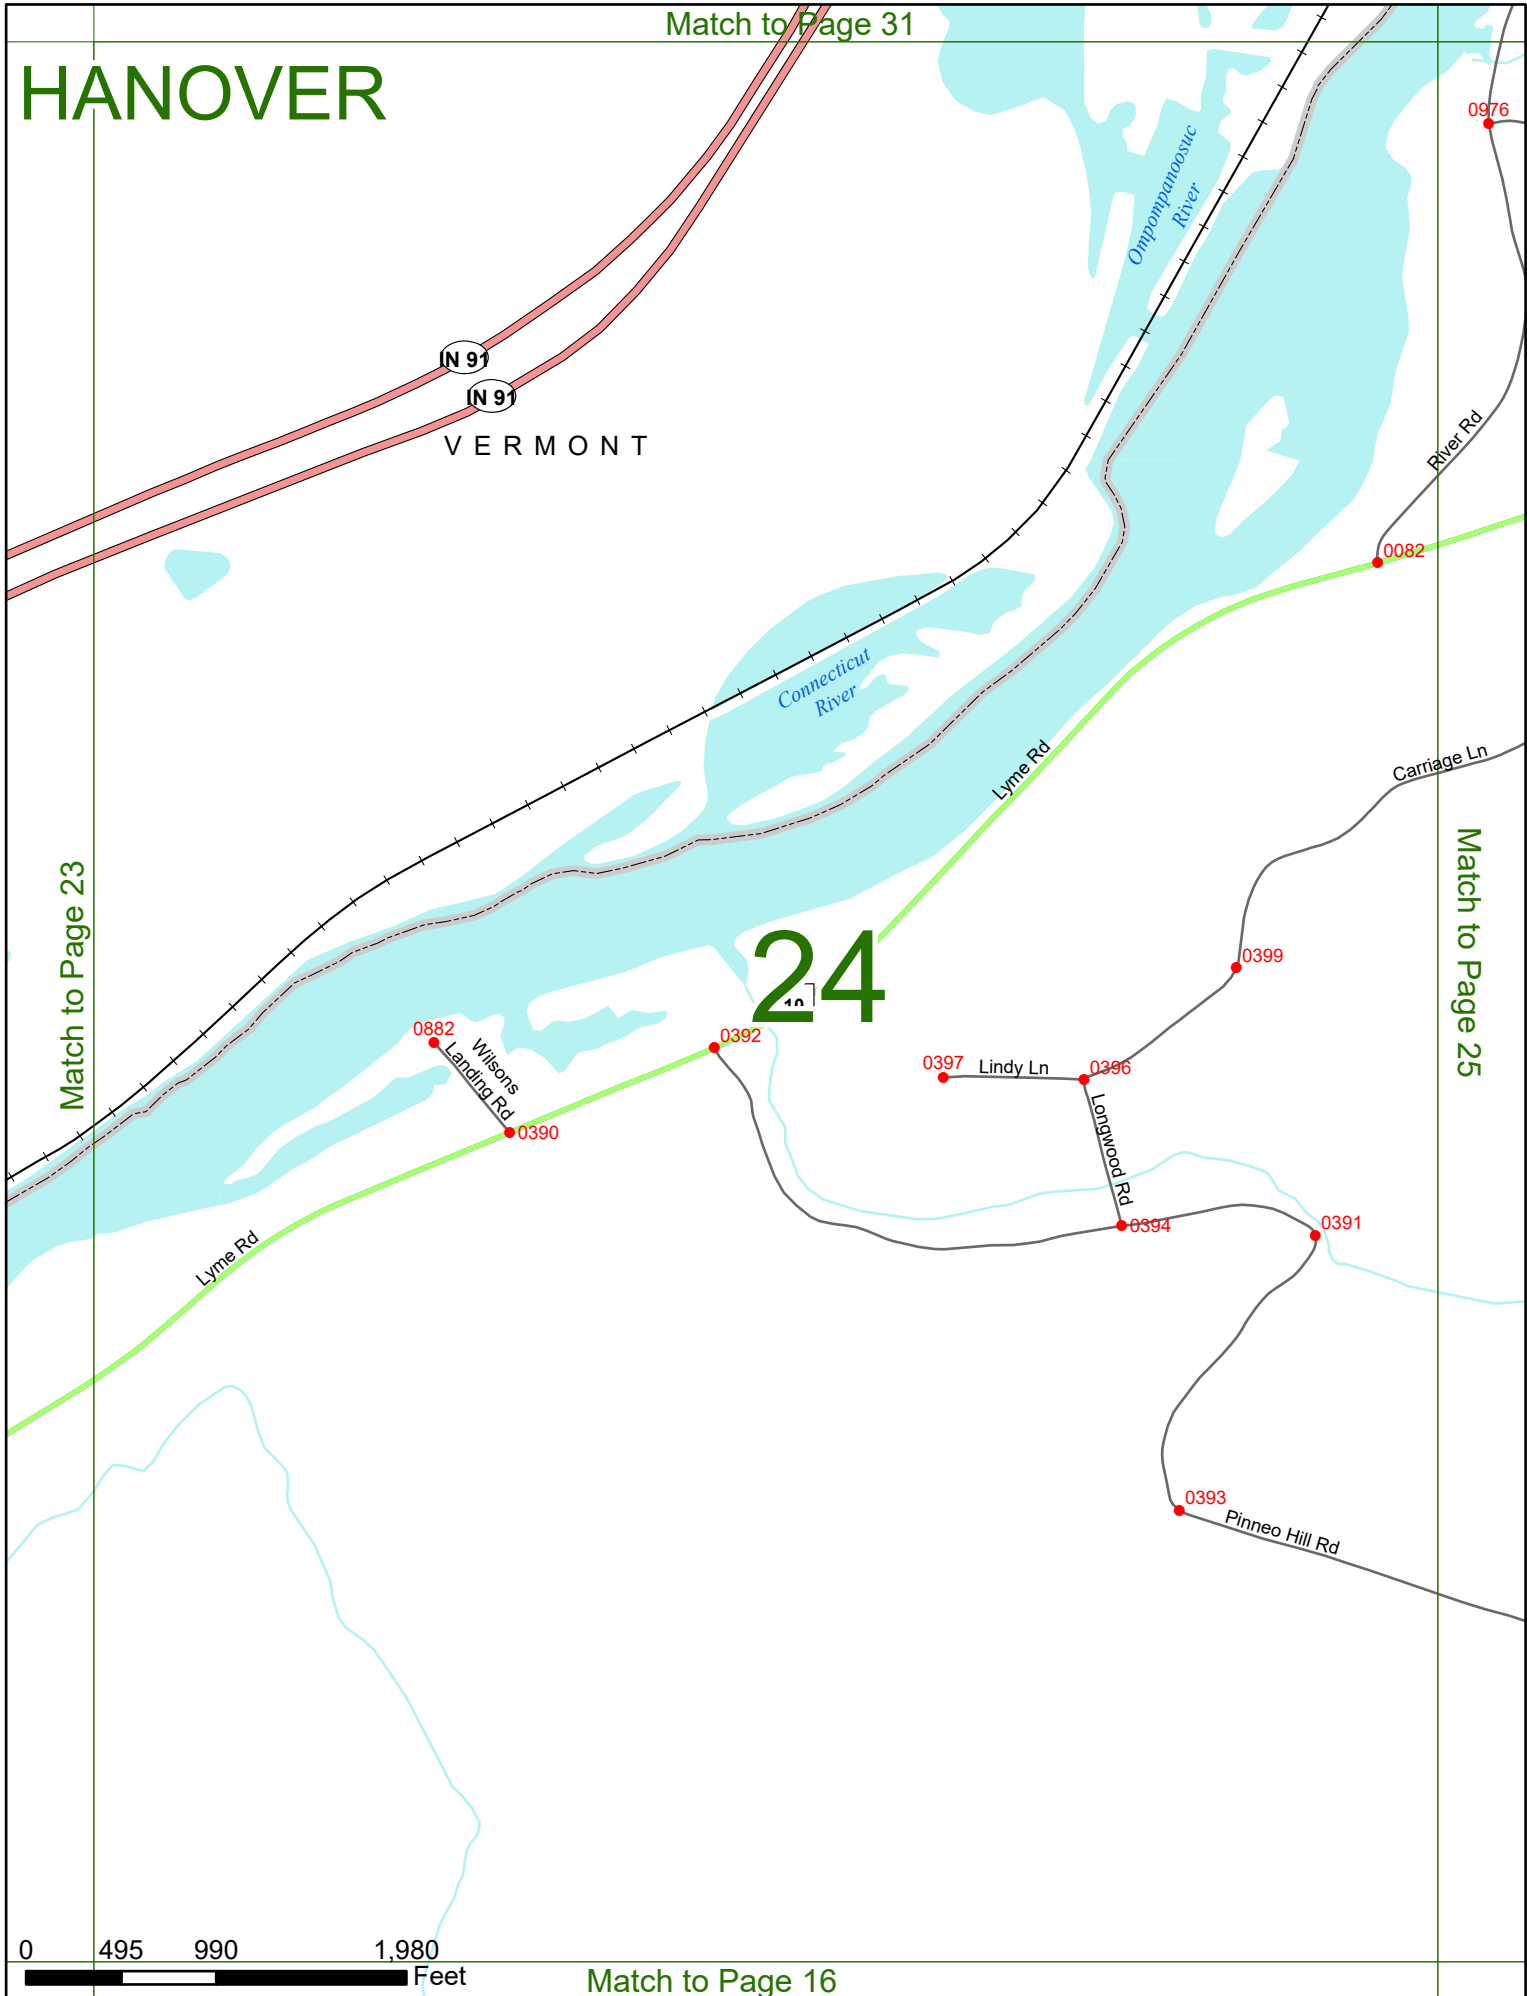 Match to Page 31
HANOVER
0976
Ompompanoosuc
River
IN 91
IN 91
VERMONT
River Rd
0082
Connecticut
River
Lyme Rd
Carriage Ln
Match to Page 23
Match to Page 25
24
10
0399
0882
Wilsons
Landing Rd
0392
0397
Lindy Ln
0396
0390
Longwood Rd
0394
0391
Lyme Rd
0393
Pinneo Hill Rd
0 495 990 1,980
Feet
Match to Page 16